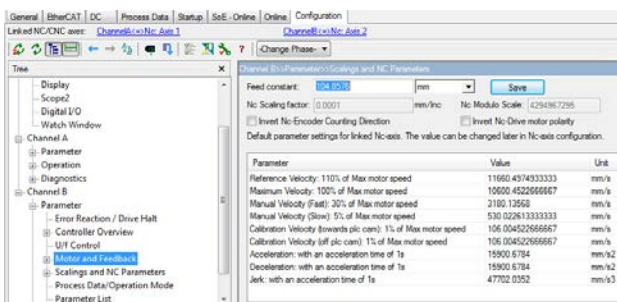 General EtherCAT DC Process Data Startup SoE - Online Online Configuration
Linked NC/CNC axes: ChannelA(=)Nc: Axis 1 ChannelB(=)Nc: Axis 2
? -Change Phase-
Tree x
Display
Scope2
Digital I/O
Watch Window
Channel A
Parameter
Operation
Diagnostics
Channel B
Parameter
Error Reaction / Drive Halt
Controller Overview
U/f Control
Motor and Feedback
Scalings and NC Parameters
Process Data/Operation Mode
Parameter List
Channel B>>Parameter>>Scalings and NC Parameters
Feed constant: 104.8576 mm Save
Nc Scaling factor: 0.0001 mm/Inc Nc Modulo Scale: 4294967295
Invert Nc-Encoder Counting Direction Invert Nc-Drive motor polarity
Default parameter settings for linked Nc-axis. The value can be changed later in Nc-axis configuration.
Parameter Value Unit
Reference Velocity: 110% of Max motor speed 11660.4974933333 mm/s
Maximum Velocity: 100% of Max motor speed 10600.4522666667 mm/s
Manual Velocity (Fast): 30% of Max motor speed 3180.13568 mm/s
Manual Velocity (Slow): 5% of Max motor speed 530.022613333333 mm/s
Calibration Velocity (towards plc cam): 1% of Max motor speed 106.004522666667 mm/s
Calibration Velocity (off plc cam): 1% of Max motor speed 106.004522666667 mm/s
Acceleration: with an acceleration time of 1s 15900.6784 mm/s2
Deceleration: with an acceleration time of 1s 15900.6784 mm/s2
Jerk: with an acceleration time of 1s 47702.0352 mm/s3